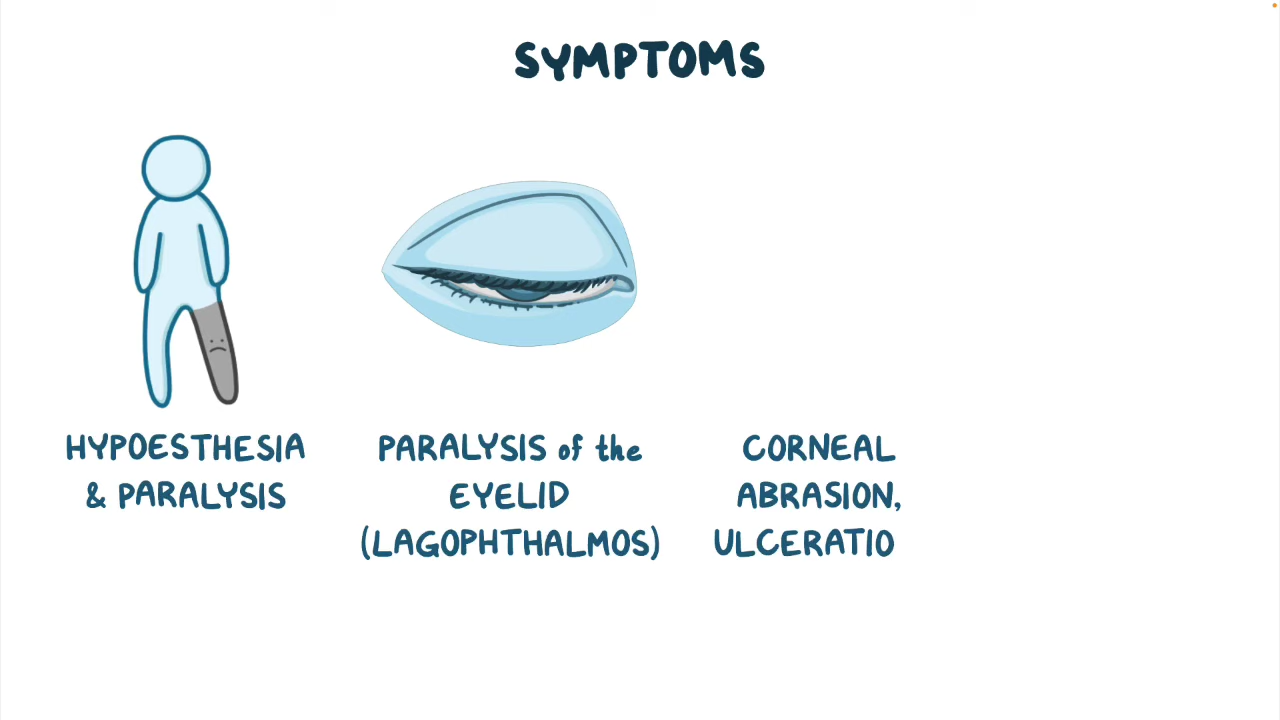 SYMPTOMS
HYPOESTHESIA
& PARALYSIS
PARALYSIS of the
EYELID
(LAGOPHTHALMOS)
CORNEAL
ABRASION,
ULCERATIO